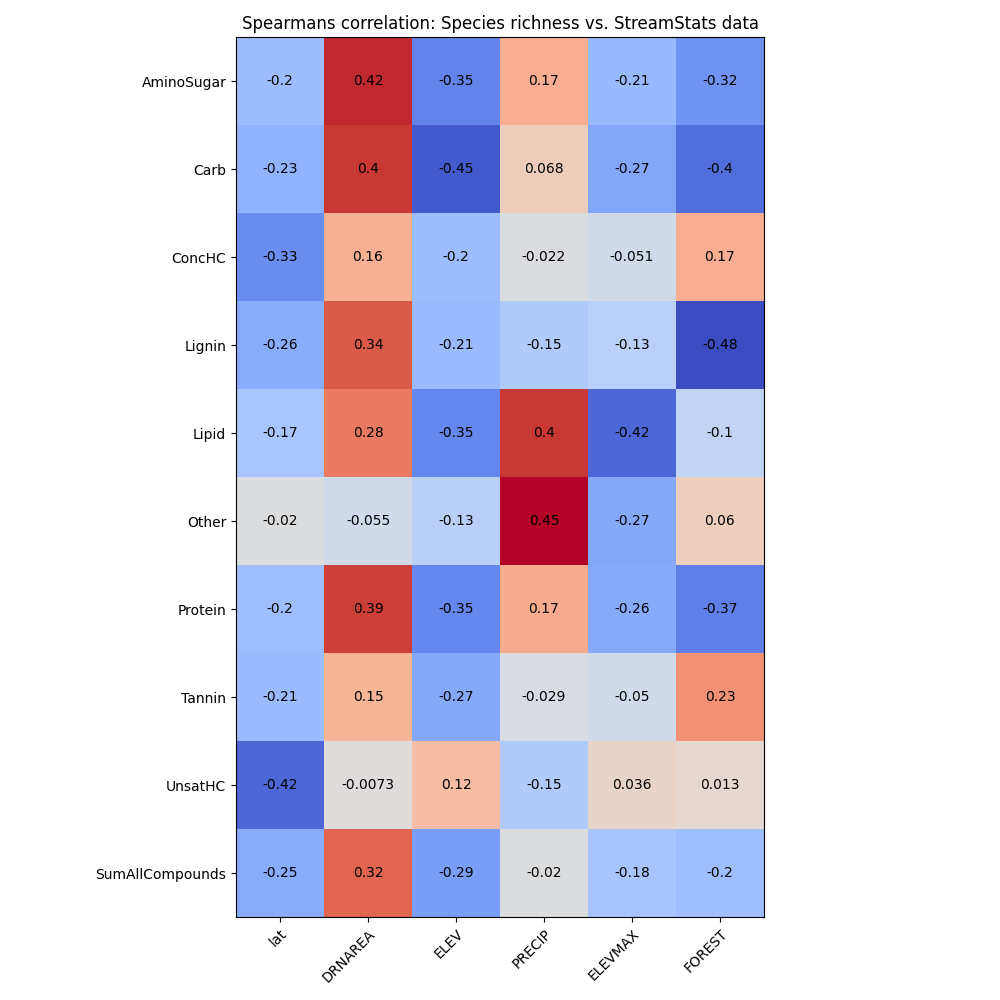 Spearmans correlation: Species richness vs. StreamStats data
AminoSugar -0.2 0.42 -0.35 0.17 -0.21 -0.32
Carb -0.23 0.4 -0.45 0.068 -0.27 -0.4
ConcHC -0.33 0.16 -0.2 -0.022 -0.051 0.17
Lignin -0.26 0.34 -0.21 -0.15 -0.13 -0.48
Lipid -0.17 0.28 -0.35 0.4 -0.42 -0.1
Other -0.02 -0.055 -0.13 0.45 -0.27 0.06
Protein -0.2 0.39 -0.35 0.17 -0.26 -0.37
Tannin -0.21 0.15 -0.27 -0.029 -0.05 0.23
UnsatHC -0.42 -0.0073 0.12 -0.15 0.036 0.013
SumAllCompounds -0.25 0.32 -0.29 -0.02 -0.18 -0.2
lat DRNAREA ELEV PRECIP ELEVMAX FOREST